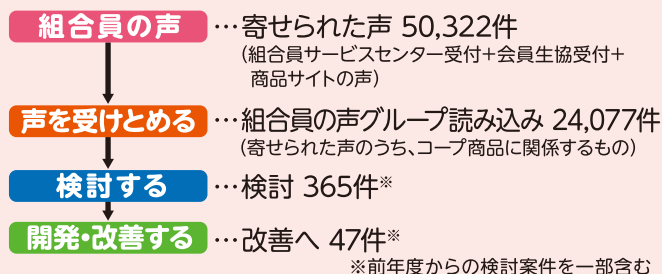 組合員の声 …寄せられた声 50,322件
(組合員サービスセンター受付+会員生協受付+
商品サイトの声)
声を受けとめる …組合員の声グループ読み込み 24,077件
(寄せられた声のうち、コープ商品に関係するもの)
検討する …検討 365件※
開発・改善する …改善へ 47件※
※前年度からの検討案件を一部含む